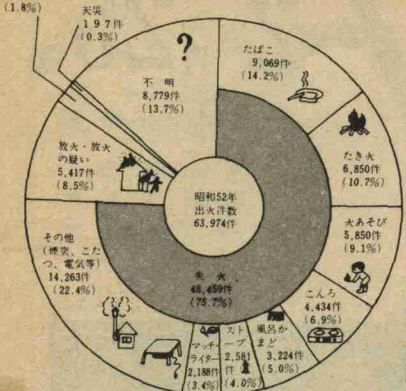 (1.8%)
天災
197件
(0.3%)
?
不明
8,779件
(13.7%)
たばこ
9,069件
(14.2%)
たき火
6,850件
(10.7%)
火あそび
5,850件
(9.1%)
こんろ
4,434件
(6.9%)
風呂か
まど
3,224件
(5.0%)
スト
ーブ
2,581
件
(4.0%)
マッチ・
ライター
2,188件
(3.4%)
その他
(煙突、こた
つ、電気等)
14,263件
(22.4%)
放火・放火
の疑い
5,417件
(8.5%)
昭和52年
出火件数
63,974件
失火
48,459件
(75.7%)